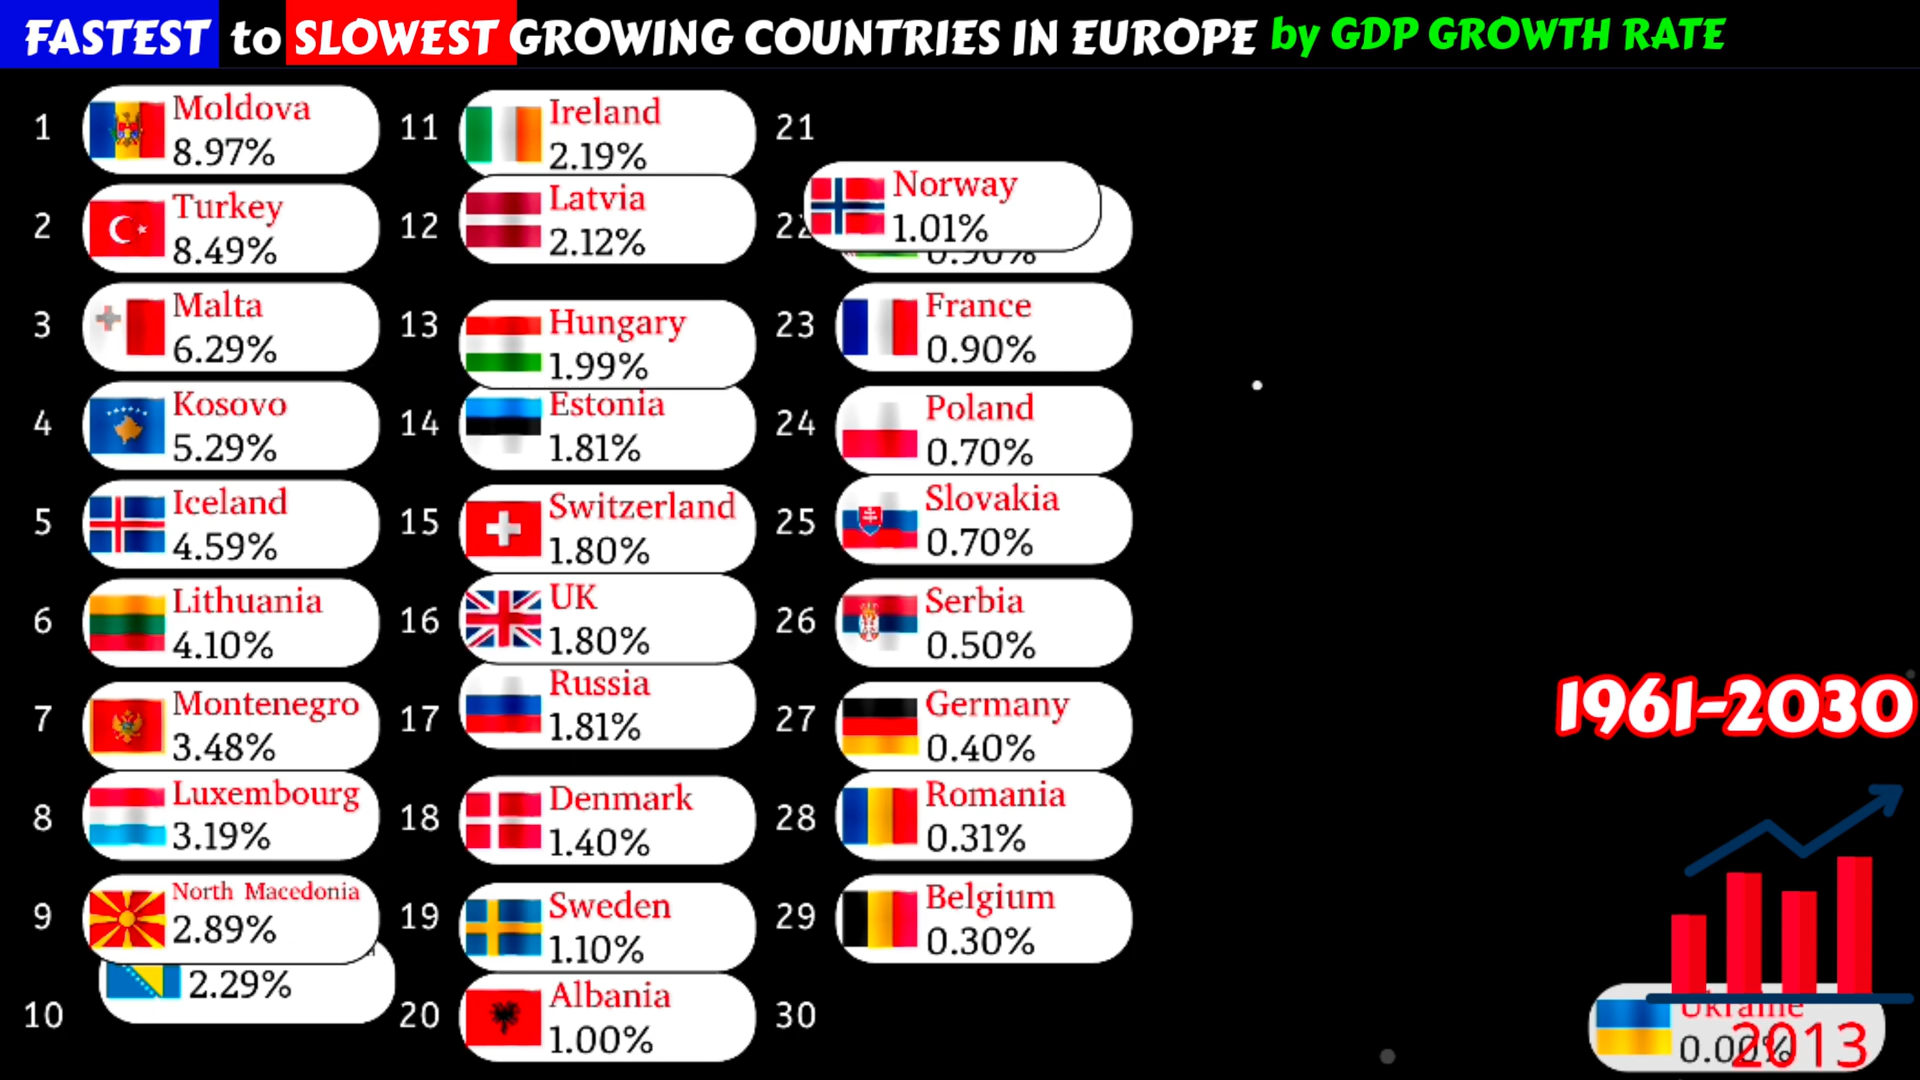 FASTEST to SLOWEST GROWING COUNTRIES IN EUROPE by GDP GROWTH RATE
1
Moldova
8.97%
2
Turkey
8.49%
3
Malta
6.29%
4
Kosovo
5.29%
5
Iceland
4.59%
6
Lithuania
4.10%
7
Montenegro
3.48%
8
Luxembourg
3.19%
9
North Macedonia
2.89%
10
2.29%
11
Ireland
2.19%
12
Latvia
2.12%
13
Hungary
1.99%
14
Estonia
1.81%
15
Switzerland
1.80%
16
UK
1.80%
17
Russia
1.81%
18
Denmark
1.40%
19
Sweden
1.10%
20
Albania
1.00%
21
Norway
1.01%
22
0.90%
23
France
0.90%
24
Poland
0.70%
25
Slovakia
0.70%
26
Serbia
0.50%
27
Germany
0.40%
28
Romania
0.31%
29
Belgium
0.30%
30
1961-2030
Ukraine
0.00%
2013